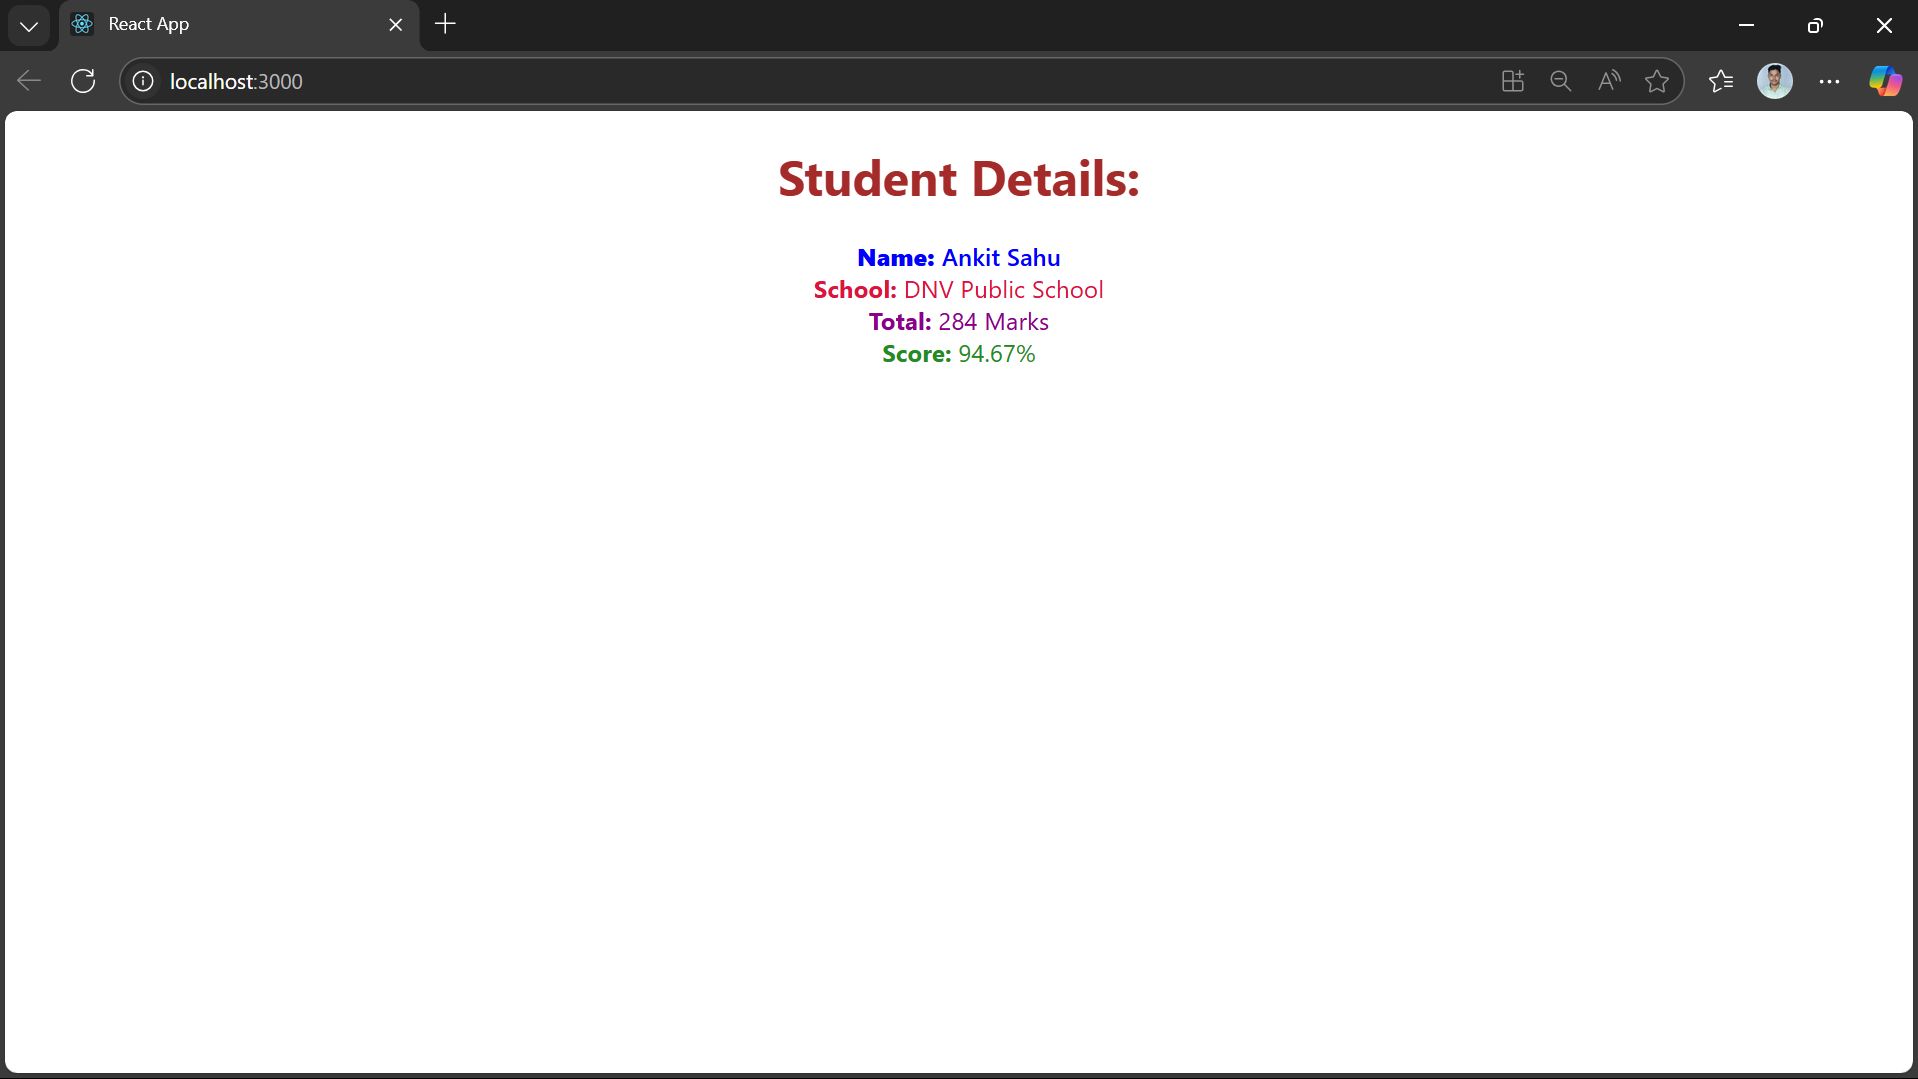 React App
localhost:3000
Student Details:
Name: Ankit Sahu
School: DNV Public School
Total: 284 Marks
Score: 94.67%